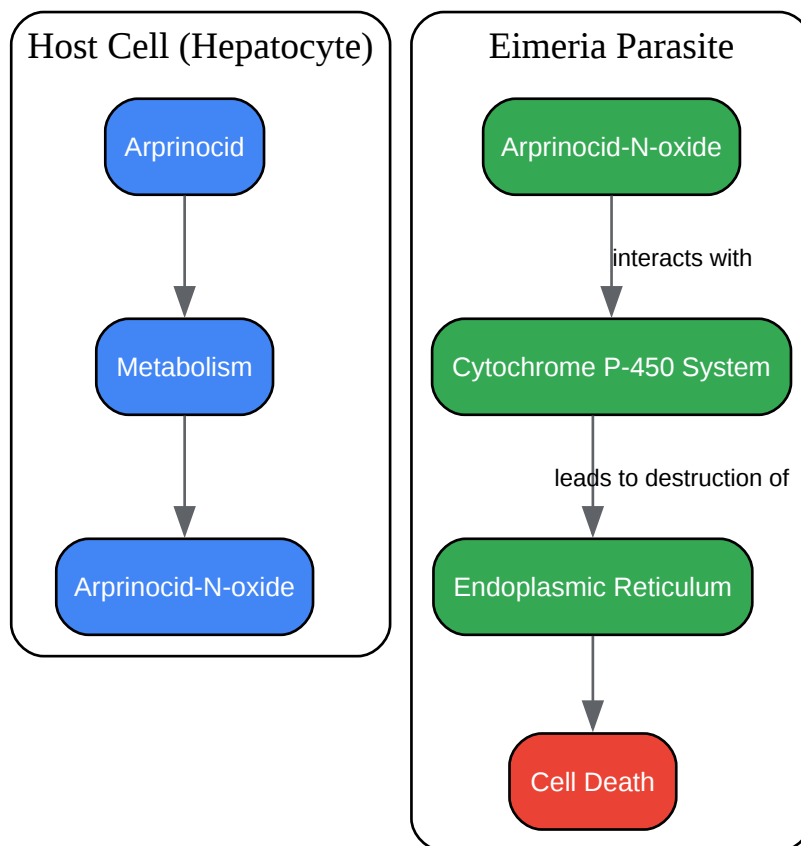 Host Cell (Hepatocyte)
Arprinocid
Metabolism
Arprinocid-N-oxide
Eimeria Parasite
Arprinocid-N-oxide
interacts with
Cytochrome P-450 System
leads to destruction of
Endoplasmic Reticulum
Cell Death